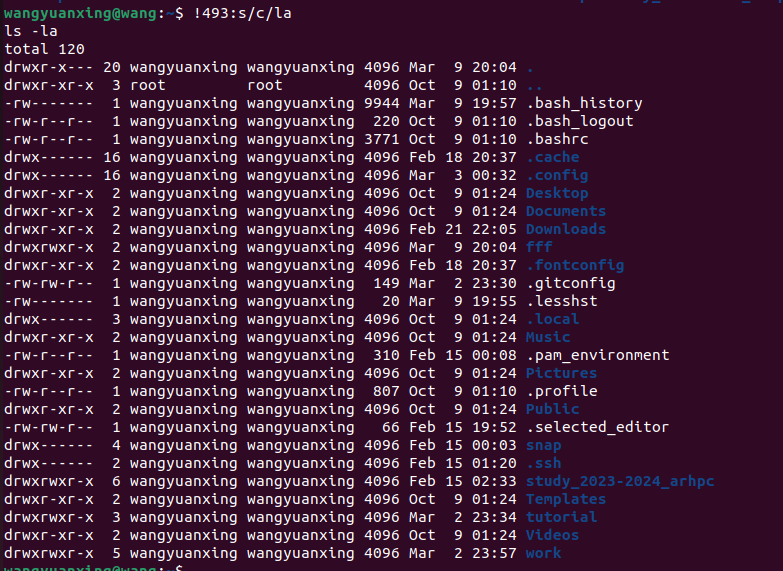 wangyuanxing@wang:~$ !493:s/c/la
ls -la
total 120
drwxr-x--- 20 wangyuanxing wangyuanxing 4096 Mar  9 20:04 .
drwxr-xr-x  3 root         root         4096 Oct  9 01:10 ..
-rw-------  1 wangyuanxing wangyuanxing 9944 Mar  9 19:57 .bash_history
-rw-r--r--  1 wangyuanxing wangyuanxing  220 Oct  9 01:10 .bash_logout
-rw-r--r--  1 wangyuanxing wangyuanxing 3771 Oct  9 01:10 .bashrc
drwx------ 16 wangyuanxing wangyuanxing 4096 Feb 18 20:37 .cache
drwx------ 16 wangyuanxing wangyuanxing 4096 Mar  3 00:32 .config
drwxr-xr-x  2 wangyuanxing wangyuanxing 4096 Oct  9 01:24 Desktop
drwxr-xr-x  2 wangyuanxing wangyuanxing 4096 Oct  9 01:24 Documents
drwxr-xr-x  2 wangyuanxing wangyuanxing 4096 Feb 21 22:05 Downloads
drwxrwxr-x  2 wangyuanxing wangyuanxing 4096 Mar  9 20:04 fff
drwxr-xr-x  2 wangyuanxing wangyuanxing 4096 Feb 18 20:37 .fontconfig
-rw-rw-r--  1 wangyuanxing wangyuanxing  149 Mar  2 23:30 .gitconfig
-rw-------  1 wangyuanxing wangyuanxing   20 Mar  9 19:55 .lesshst
drwx------  3 wangyuanxing wangyuanxing 4096 Oct  9 01:24 .local
drwxr-xr-x  2 wangyuanxing wangyuanxing 4096 Oct  9 01:24 Music
-rw-r--r--  1 wangyuanxing wangyuanxing  310 Feb 15 00:08 .pam_environment
drwxr-xr-x  2 wangyuanxing wangyuanxing 4096 Oct  9 01:24 Pictures
-rw-r--r--  1 wangyuanxing wangyuanxing  807 Oct  9 01:10 .profile
drwxr-xr-x  2 wangyuanxing wangyuanxing 4096 Oct  9 01:24 Public
-rw-rw-r--  1 wangyuanxing wangyuanxing   66 Feb 15 19:52 .selected_editor
drwx------  4 wangyuanxing wangyuanxing 4096 Feb 15 00:03 snap
drwx------  2 wangyuanxing wangyuanxing 4096 Feb 15 01:20 .ssh
drwxrwxr-x  6 wangyuanxing wangyuanxing 4096 Feb 15 02:33 study_2023-2024_arhpc
drwxr-xr-x  2 wangyuanxing wangyuanxing 4096 Oct  9 01:24 Templates
drwxrwxr-x  3 wangyuanxing wangyuanxing 4096 Mar  2 23:34 tutorial
drwxr-xr-x  2 wangyuanxing wangyuanxing 4096 Oct  9 01:24 Videos
drwxrwxr-x  5 wangyuanxing wangyuanxing 4096 Mar  2 23:57 work
wangyuanxing@wang:~$